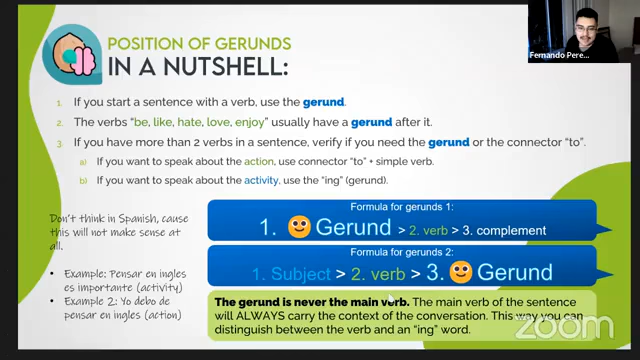 POSITION OF GERUNDS
IN A NUTSHELL:
1. If you start a sentence with a verb, use the gerund.
2. The verbs “be, like, hate, love, enjoy” usually have a gerund after it.
3. If you have more than 2 verbs in a sentence, verify if you need the gerund or the connector “to”.
a) If you want to speak about the action, use connector “to” + simple verb.
b) If you want to speak about the activity, use the “ing” (gerund).
Don't think in Spanish, cause
this will not make sense at
all.
• Example: Pensar en ingles
es importante (activity)
• Example 2: Yo debo de
pensar en ingles (action)
Formula for gerunds 1:
1. Gerund > 2. verb > 3. complement
Formula for gerunds 2:
1. Subject > 2. verb > 3. Gerund
The gerund is never the main verb. The main verb of the sentence
will ALWAYS carry the context of the conversation. This way you can
distinguish between the verb and an “ing” word.
Fernando Pere...
zoom